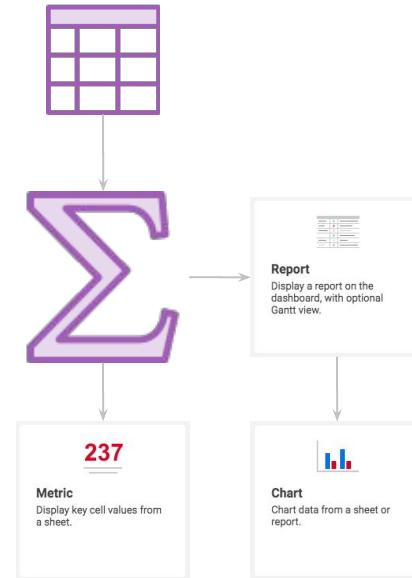 Σ
Report
Display a report on the
dashboard, with optional
Gantt view.
237
Metric
Display key cell values from
a sheet.
Chart
Chart data from a sheet or
report.